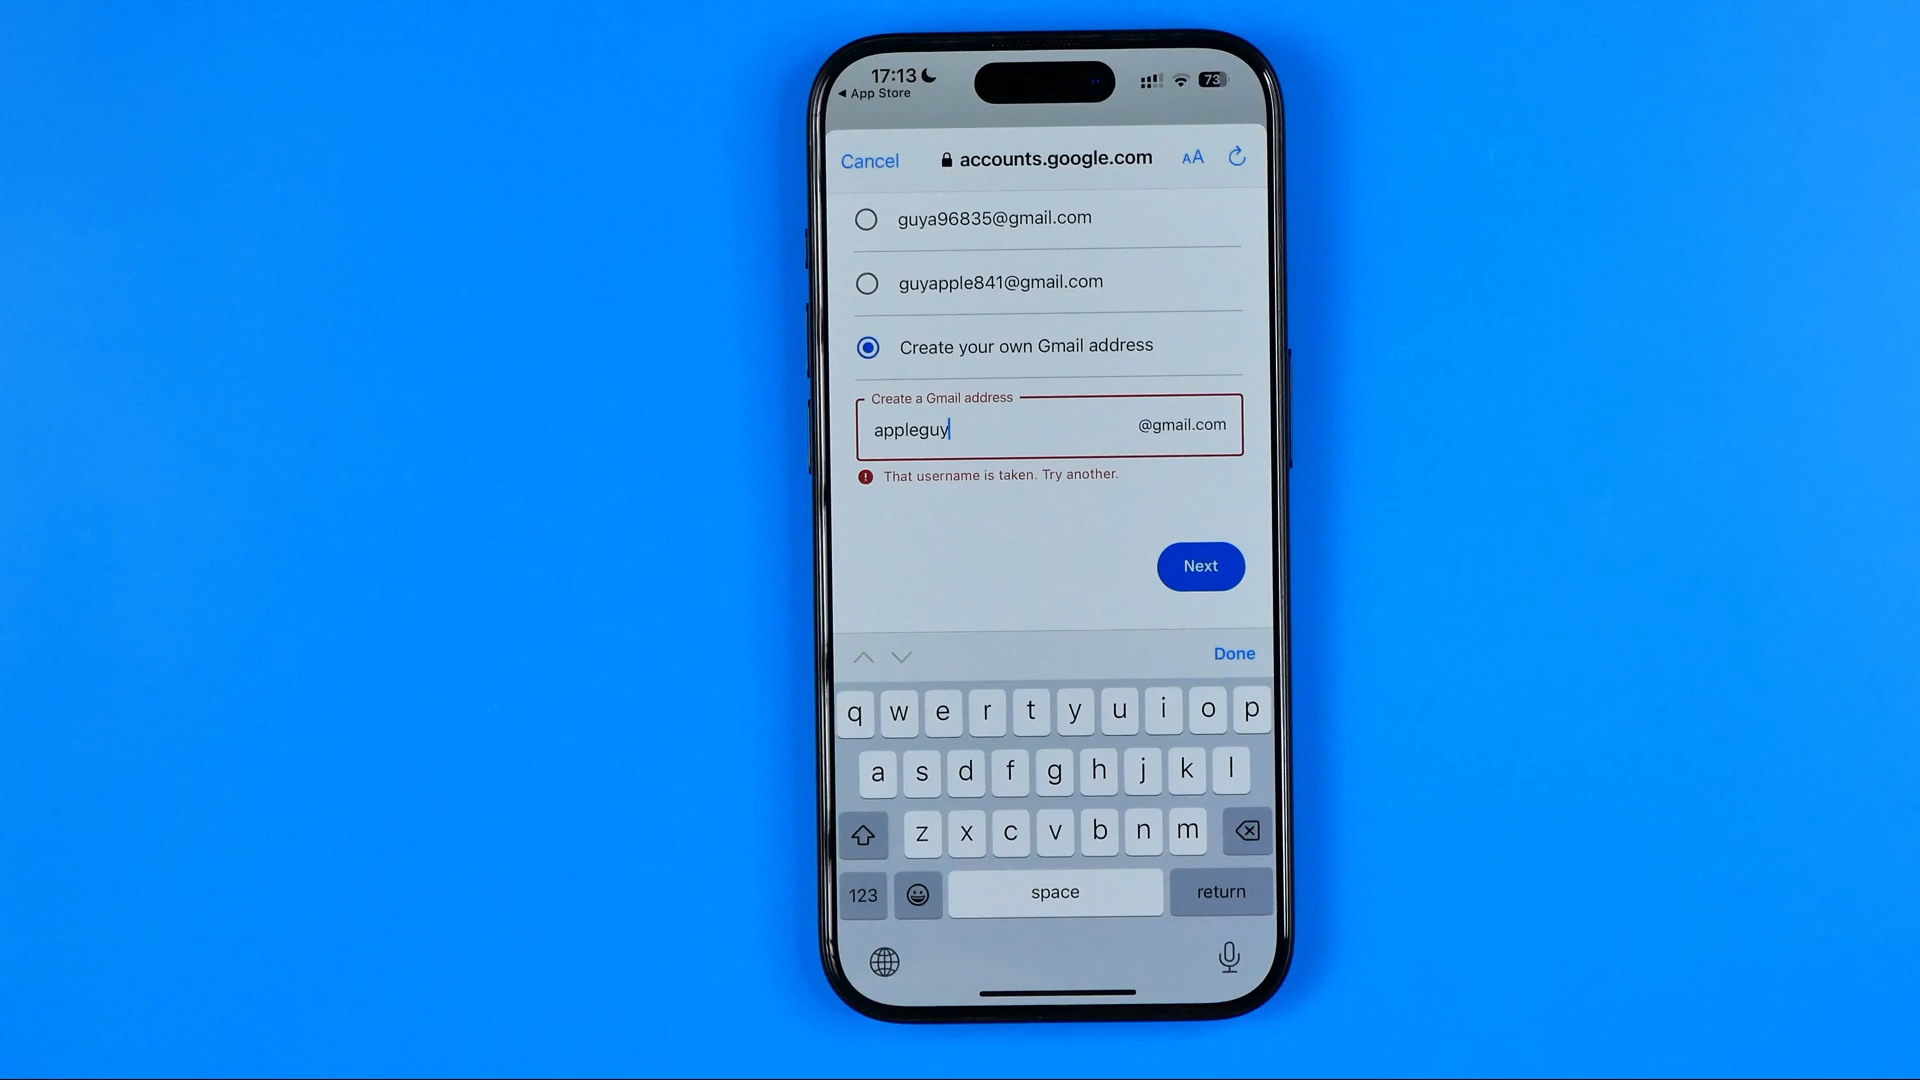 17:13
73
◀ App Store
Cancel
accounts.google.com
AA
guya96835@gmail.com
guyapple841@gmail.com
Create your own Gmail address
Create a Gmail address
appleguy
@gmail.com
That username is taken. Try another.
Next
Done
q w e r t y u i o p
a s d f g h j k l
z x c v b n m
123
space
return